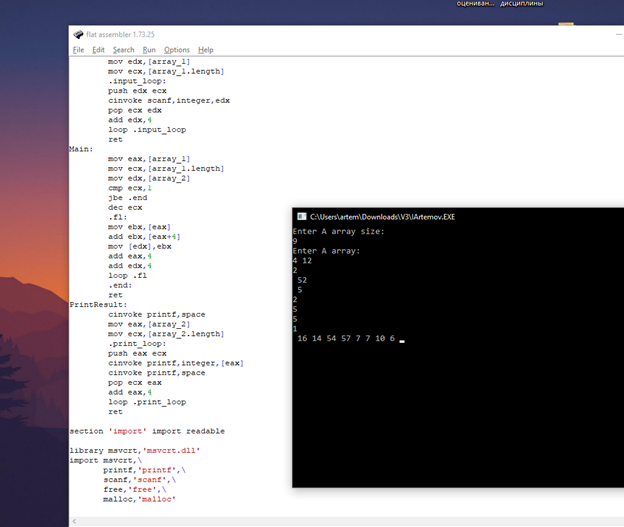 оцениван... дисциплины
flat assembler 1.73.25
File Edit Search Run Options Help
mov edx,[array_1]
mov ecx,[array_1.length]
.input_loop:
push edx ecx
cinvoke scanf,integer,edx
pop ecx edx
add edx,4
loop .input_loop
ret
Main:
mov eax,[array_1]
mov ecx,[array_1.length]
mov edx,[array_2]
cmp ecx,1
jbe .end
dec ecx
.f1:
mov ebx,[eax]
add ebx,[eax+4]
mov [edx],ebx
add eax,4
add edx,4
loop .f1
.end:
ret
PrintResult:
cinvoke printf,space
mov eax,[array_2]
mov ecx,[array_2.length]
.print_loop:
push eax ecx
cinvoke printf,integer,[eax]
cinvoke printf,space
pop ecx eax
add eax,4
loop .print_loop
ret
section 'import' import readable
library msvcrt,'msvcrt.dll'
import msvcrt,\
printf,'printf',\
scanf,'scanf',\
free,'free',\
malloc,'malloc'
C:\Users\artem\Downloads\V3\IArtemov.EXE
Enter A array size:
9
Enter A array:
4 12
2
52
5
2
5
5
1
16 14 54 57 7 7 10 6